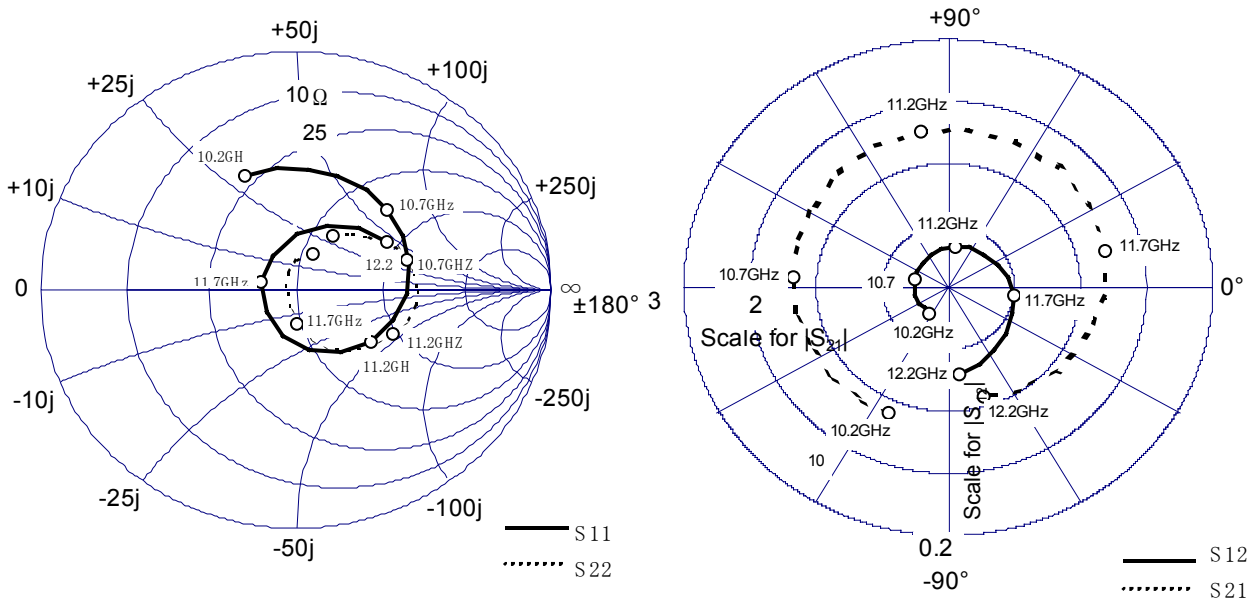 +50j
+25j
+100j
10Ω
25
10.2GH
+10j
+250j
10.7GHz
12.2
10.7GHZ
11.7GHz
0
∞
11.7GHz
11.2GHZ
11.2GH
-10j
-250j
-25j
-100j
-50j
S11
S22
+90°
11.2GHz
11.2GHz
11.7GHz
10.7GHz
10.7
±180°
3
2
0°
11.7GHz
Scale for |S21|
10.2GHz
12.2GHz
12.2GHz
10.2GHz
Scale for |S12|
10
0.2
-90°
S12
S21